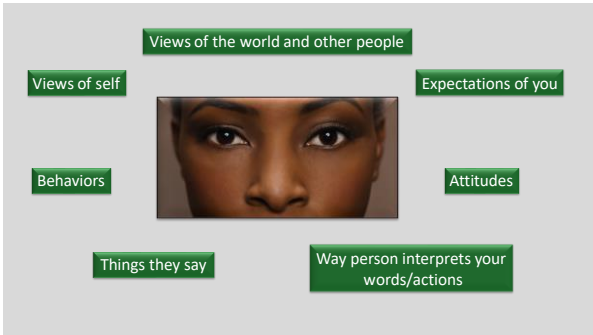 Views of the world and other people
Views of self
Expectations of you
Behaviors
Attitudes
Things they say
Way person interprets your
words/actions